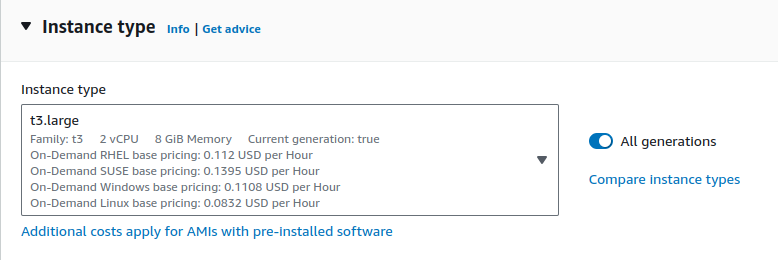 Instance type Info | Get advice
Instance type
t3.large
Family: t3 2 vCPU 8 GiB Memory Current generation: true
On-Demand RHEL base pricing: 0.112 USD per Hour
On-Demand SUSE base pricing: 0.1395 USD per Hour
On-Demand Windows base pricing: 0.1108 USD per Hour
On-Demand Linux base pricing: 0.0832 USD per Hour
All generations
Compare instance types
Additional costs apply for AMIs with pre-installed software